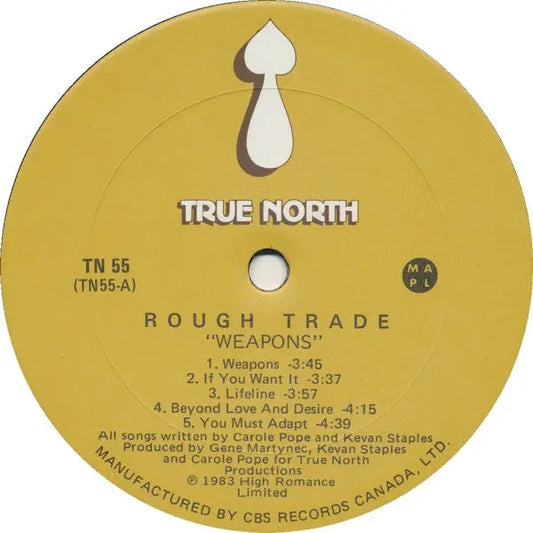 TRUE NORTH
TN 55
(TN55-A)
M A
P L
ROUGH TRADE
"WEAPONS"
1. Weapons -3:45
2. If You Want It -3:37
3. Lifeline -3:57
4. Beyond Love And Desire -4:15
5. You Must Adapt -4:39
All songs written by Carole Pope and Kevan Staples
Produced by Gene Martynec, Kevan Staples
and Carole Pope for True North
Productions
℗ 1983 High Romance
Limited
MANUFACTURED BY CBS RECORDS CANADA, LTD.